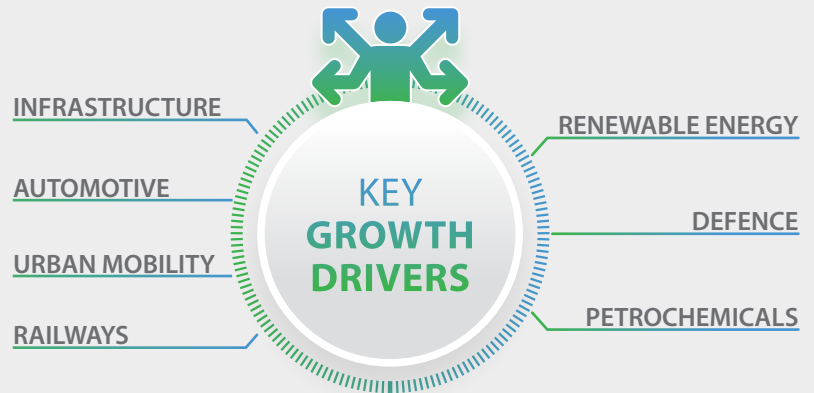 INFRASTRUCTURE
AUTOMOTIVE
URBAN MOBILITY
RAILWAYS
KEY
GROWTH
DRIVERS
RENEWABLE ENERGY
DEFENCE
PETROCHEMICALS